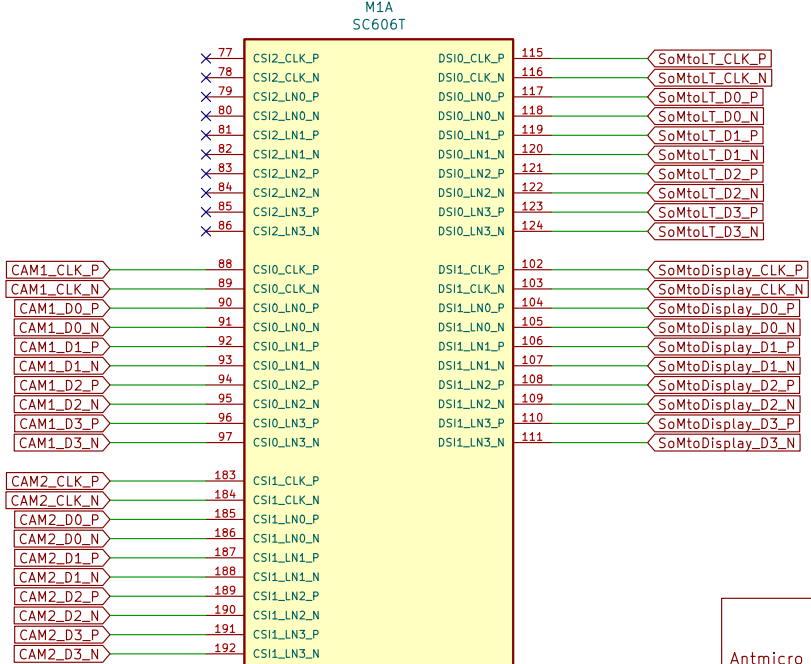 M1A
SC606T
77 CSI2_CLK_P DSI0_CLK_P 115 SoMtoLT_CLK_P
78 CSI2_CLK_N DSI0_CLK_N 116 SoMtoLT_CLK_N
79 CSI2_LN0_P DSI0_LN0_P 117 SoMtoLT_D0_P
80 CSI2_LN0_N DSI0_LN0_N 118 SoMtoLT_D0_N
81 CSI2_LN1_P DSI0_LN1_P 119 SoMtoLT_D1_P
82 CSI2_LN1_N DSI0_LN1_N 120 SoMtoLT_D1_N
83 CSI2_LN2_P DSI0_LN2_P 121 SoMtoLT_D2_P
84 CSI2_LN2_N DSI0_LN2_N 122 SoMtoLT_D2_N
85 CSI2_LN3_P DSI0_LN3_P 123 SoMtoLT_D3_P
86 CSI2_LN3_N DSI0_LN3_N 124 SoMtoLT_D3_N
CAM1_CLK_P 88 CSI0_CLK_P DSI1_CLK_P 102 SoMtoDisplay_CLK_P
CAM1_CLK_N 89 CSI0_CLK_N DSI1_CLK_N 103 SoMtoDisplay_CLK_N
CAM1_D0_P 90 CSI0_LN0_P DSI1_LN0_P 104 SoMtoDisplay_D0_P
CAM1_D0_N 91 CSI0_LN0_N DSI1_LN0_N 105 SoMtoDisplay_D0_N
CAM1_D1_P 92 CSI0_LN1_P DSI1_LN1_P 106 SoMtoDisplay_D1_P
CAM1_D1_N 93 CSI0_LN1_N DSI1_LN1_N 107 SoMtoDisplay_D1_N
CAM1_D2_P 94 CSI0_LN2_P DSI1_LN2_P 108 SoMtoDisplay_D2_P
CAM1_D2_N 95 CSI0_LN2_N DSI1_LN2_N 109 SoMtoDisplay_D2_N
CAM1_D3_P 96 CSI0_LN3_P DSI1_LN3_P 110 SoMtoDisplay_D3_P
CAM1_D3_N 97 CSI0_LN3_N DSI1_LN3_N 111 SoMtoDisplay_D3_N
CAM2_CLK_P 183 CSI1_CLK_P
CAM2_CLK_N 184 CSI1_CLK_N
CAM2_D0_P 185 CSI1_LN0_P
CAM2_D0_N 186 CSI1_LN0_N
CAM2_D1_P 187 CSI1_LN1_P
CAM2_D1_N 188 CSI1_LN1_N
CAM2_D2_P 189 CSI1_LN2_P
CAM2_D2_N 190 CSI1_LN2_N
CAM2_D3_P 191 CSI1_LN3_P
CAM2_D3_N 192 CSI1_LN3_N
Antmicro